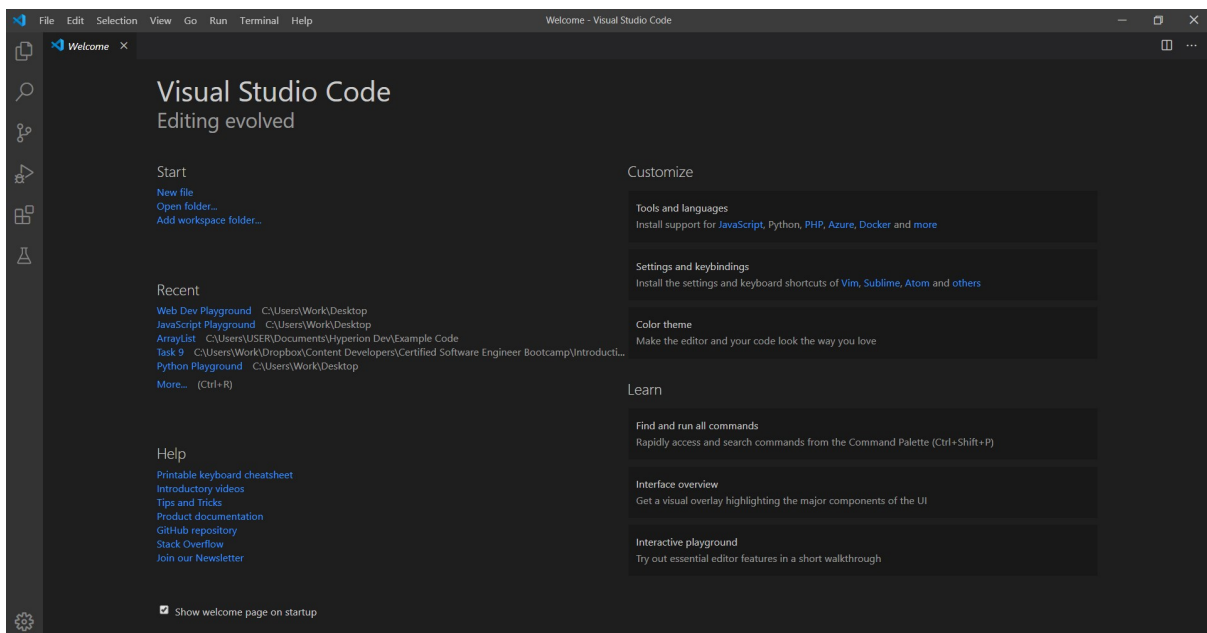 File Edit Selection View Go Run Terminal Help
Welcome - Visual Studio Code
Welcome
Visual Studio Code
Editing evolved
Start
New file
Open folder...
Add workspace folder...
Recent
Web Dev Playground C:\Users\Work\Desktop
JavaScript Playground C:\Users\Work\Desktop
ArrayList C:\Users\USER\Documents\Hyperion Dev\Example Code
Task 9 C:\Users\Work\Dropbox\Content Developers\Certified Software Engineer Bootcamp\Introducti...
Python Playground C:\Users\Work\Desktop
More... (Ctrl+R)
Help
Printable keyboard cheatsheet
Introductory videos
Tips and Tricks
Product documentation
GitHub repository
Stack Overflow
Join our Newsletter
Show welcome page on startup
Customize
Tools and languages
Install support for JavaScript, Python, PHP, Azure, Docker and more
Settings and keybindings
Install the settings and keyboard shortcuts of Vim, Sublime, Atom and others
Color theme
Make the editor and your code look the way you love
Learn
Find and run all commands
Rapidly access and search commands from the Command Palette (Ctrl+Shift+P)
Interface overview
Get a visual overlay highlighting the major components of the UI
Interactive playground
Try out essential editor features in a short walkthrough